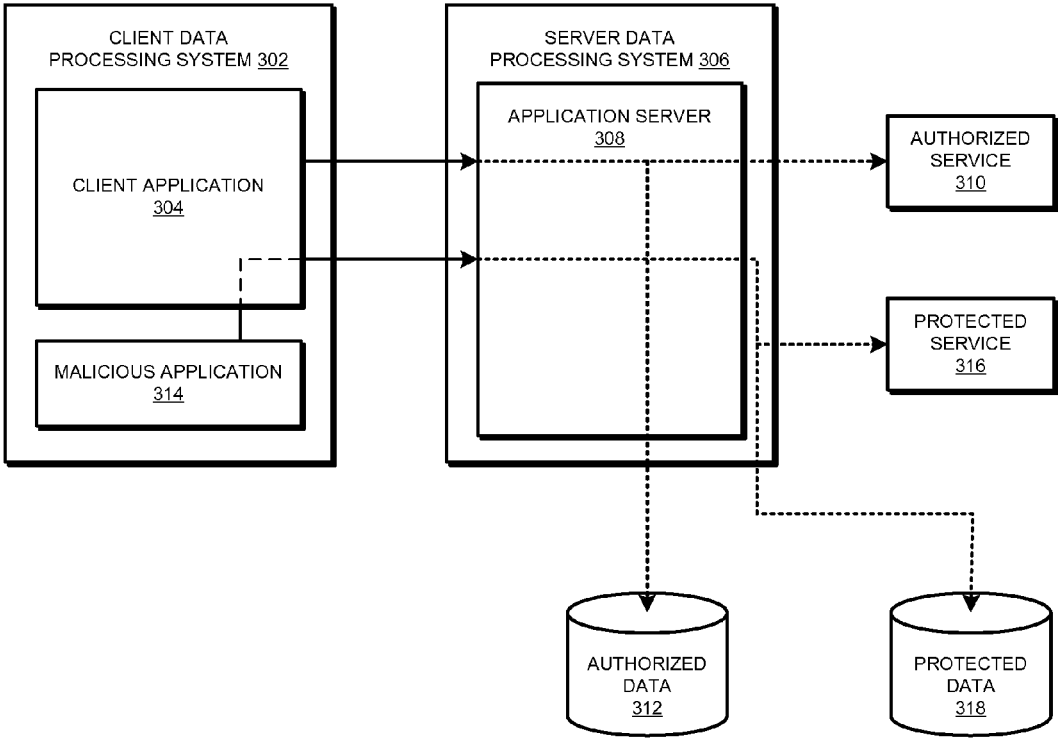 CLIENT DATA
PROCESSING SYSTEM 302
CLIENT APPLICATION
304
MALICIOUS APPLICATION
314
SERVER DATA
PROCESSING SYSTEM 306
APPLICATION SERVER
308
AUTHORIZED
SERVICE
310
PROTECTED
SERVICE
316
AUTHORIZED
DATA
312
PROTECTED
DATA
318